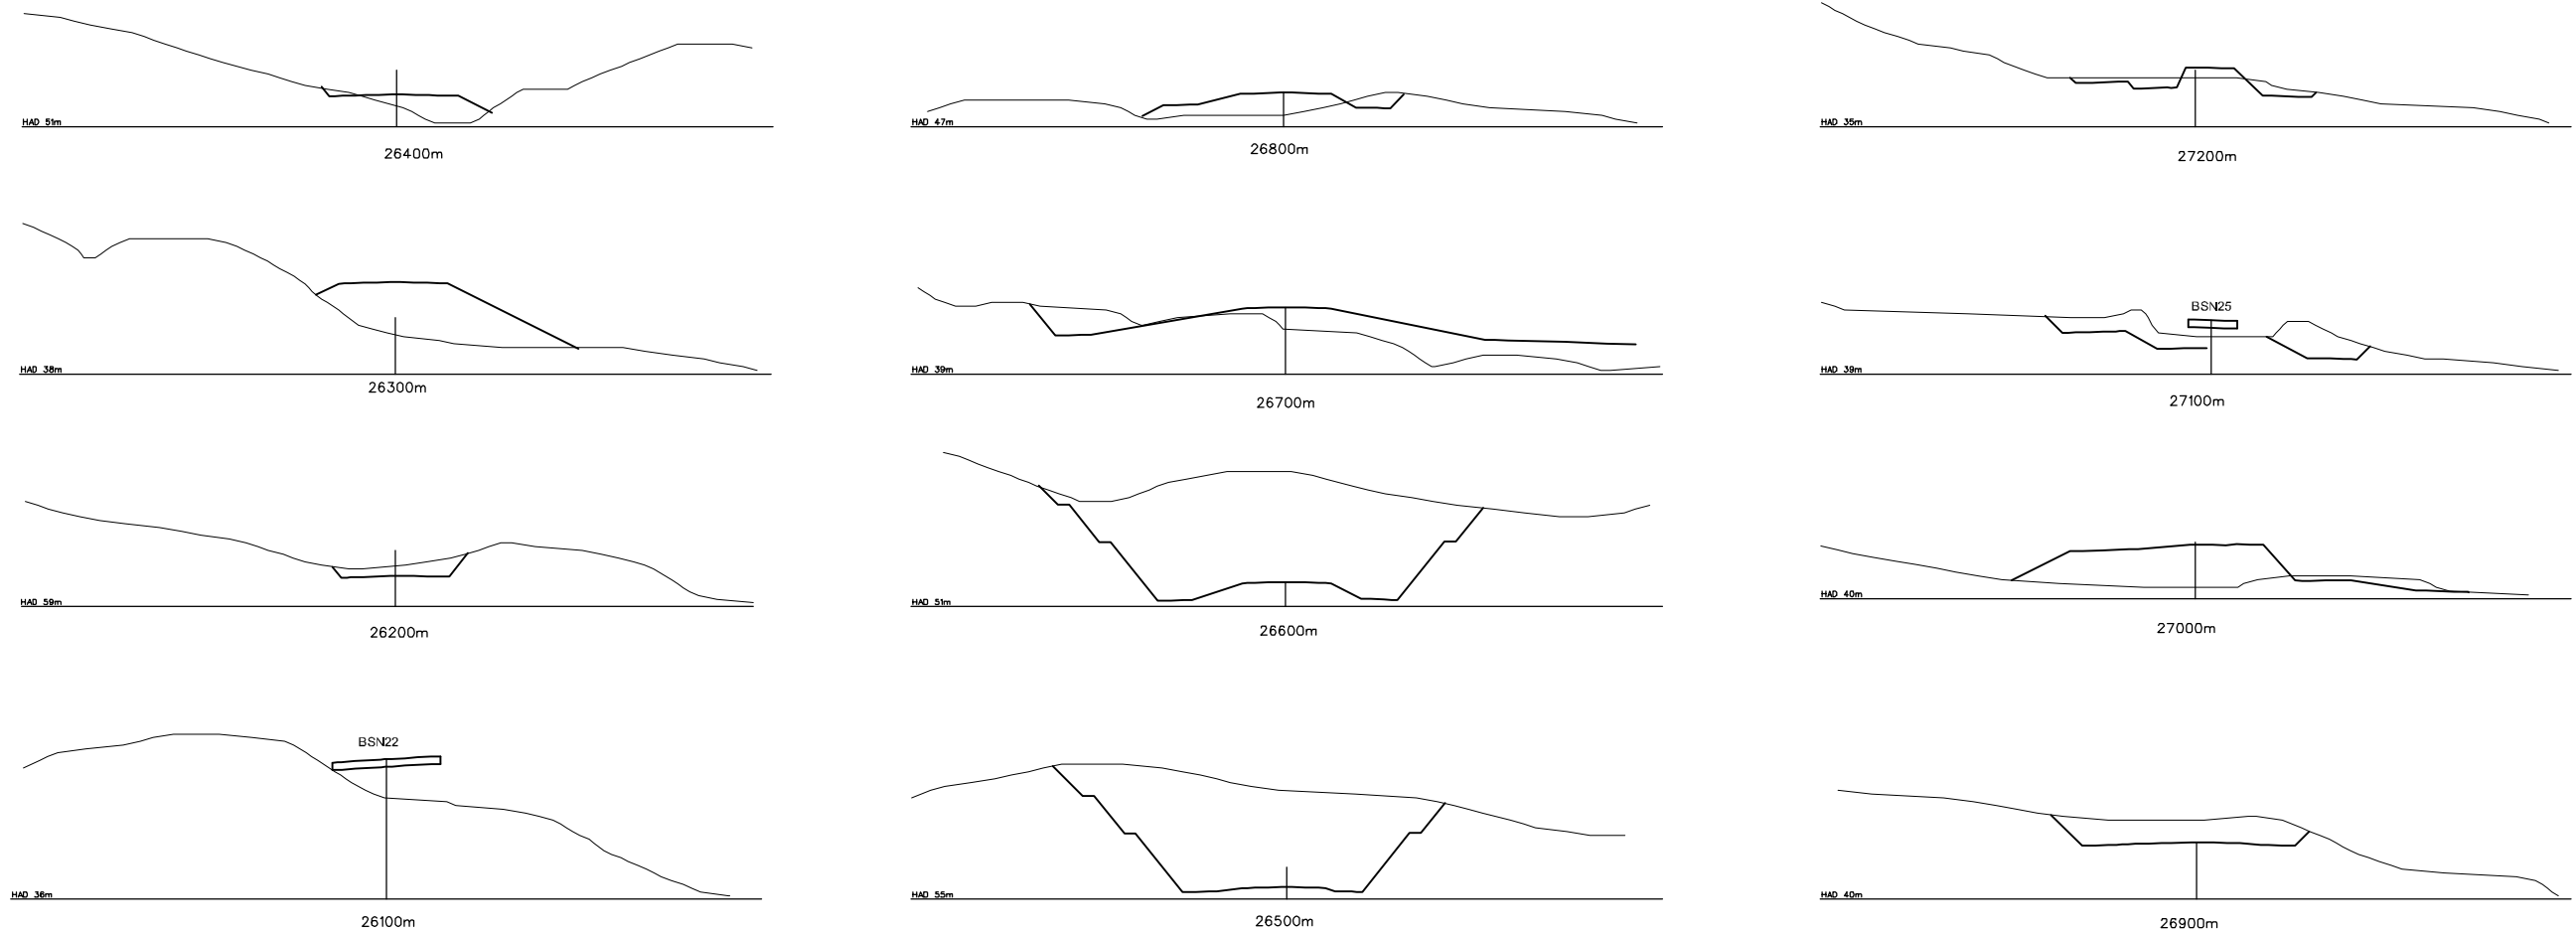 HAD 51m
26400m
HAD 47m
26800m
HAD 35m
27200m
HAD 38m
26300m
HAD 39m
26700m
BSN25
HAD 39m
27100m
HAD 59m
26200m
HAD 51m
26600m
HAD 40m
27000m
BSN22
HAD 36m
26100m
HAD 55m
26500m
HAD 40m
26900m